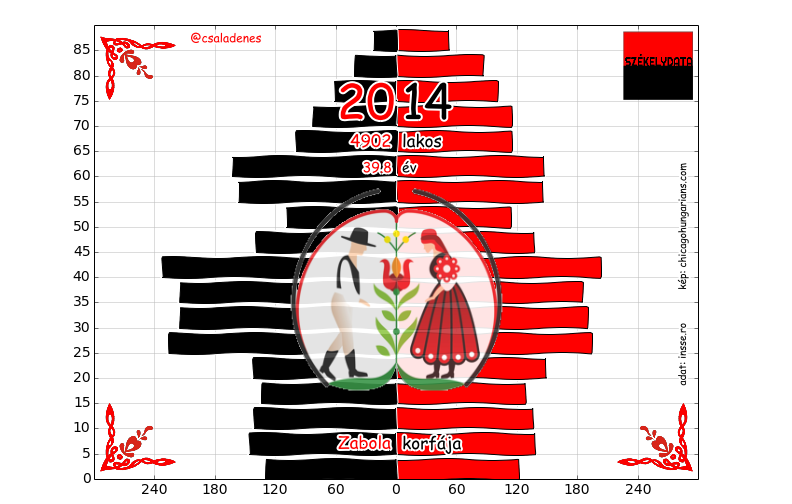 @csaladenes
SZÉKELYDATA
2014
4902 lakos
39.8 év
kép: chicagohungarians.com
adat: insse.ro
Zabola korfája
85
80
75
70
65
60
55
50
45
40
35
30
25
20
15
10
5
0
240 180 120 60 0 60 120 180 240